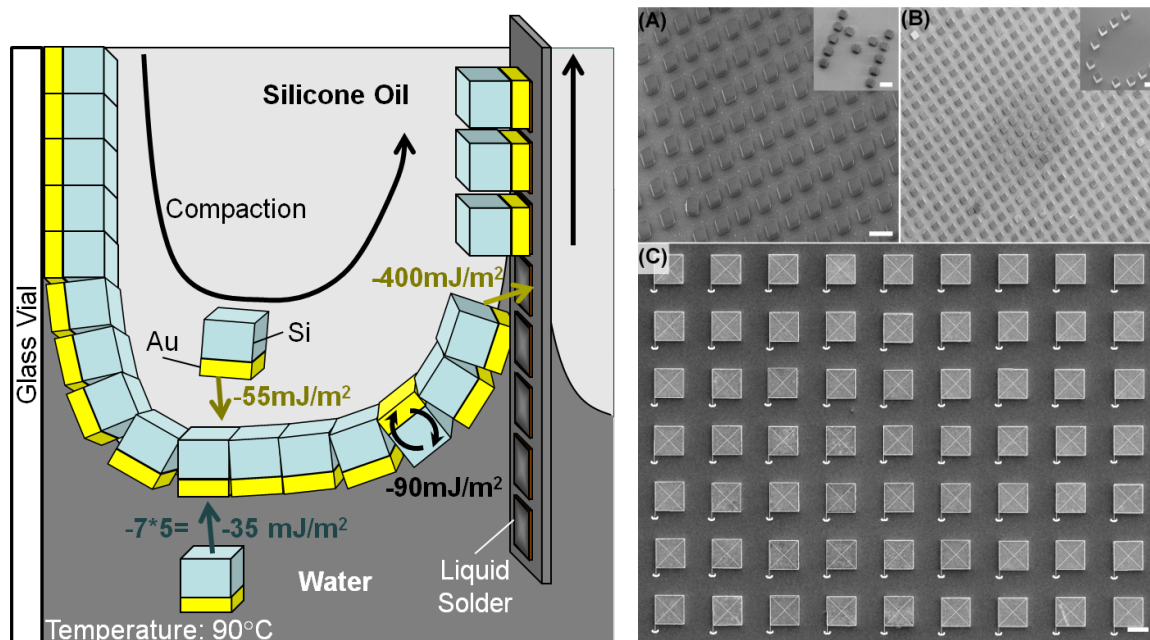 Glass Vial
Silicone Oil
Compaction
-400mJ/m²
Au
Si
-55mJ/m²
-90mJ/m²
-7*5= -35 mJ/m²
Water
Liquid
Solder
Temperature: 90°C
(A)
(B)
(C)